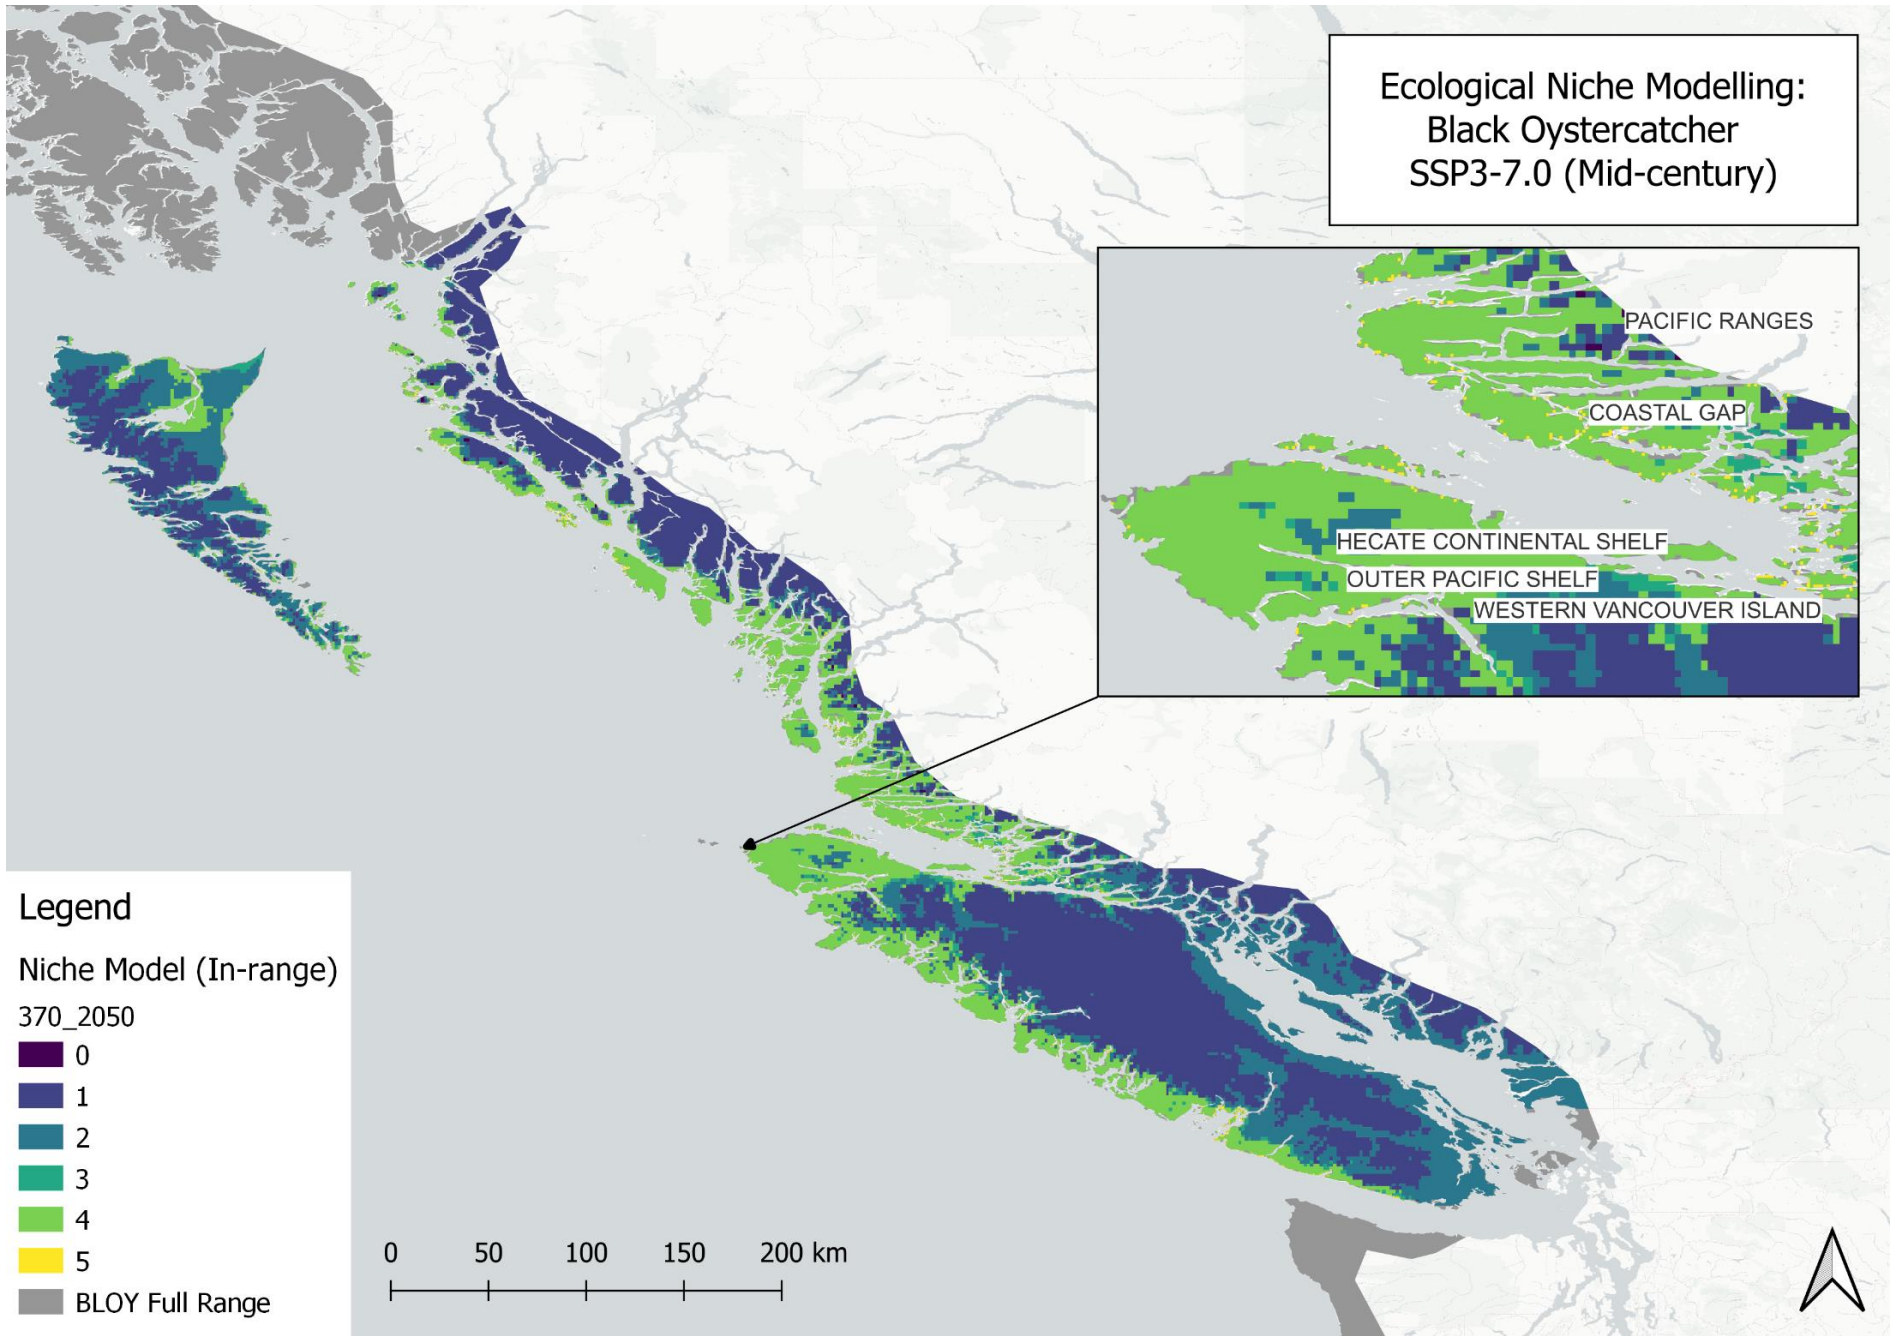 Ecological Niche Modelling:
Black Oystercatcher
SSP3-7.0 (Mid-century)
PACIFIC RANGES
COASTAL GAP
HECATE CONTINENTAL SHELF
OUTER PACIFIC SHELF
WESTERN VANCOUVER ISLAND
Legend
Niche Model (In-range)
370_2050
0
1
2
3
4
5
BLOY Full Range
0 50 100 150 200 km